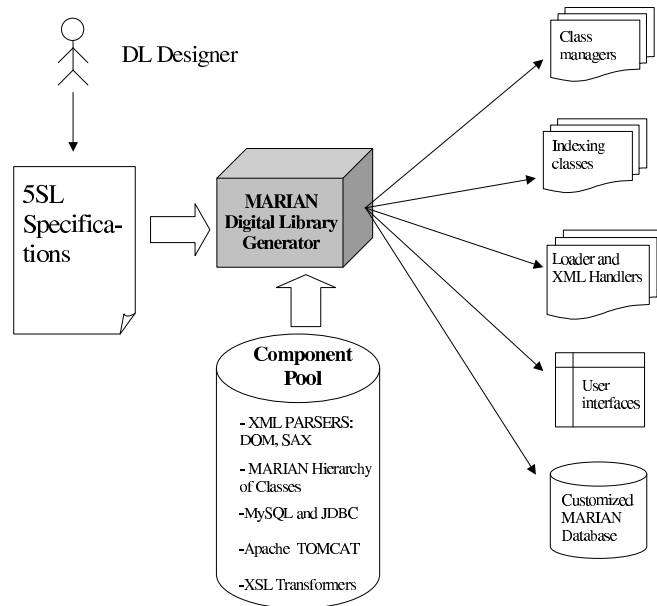 DL Designer
5SL
Specifica-
tions
MARIAN
Digital Library
Generator
Component
Pool
- XML PARSERS:
DOM, SAX
- MARIAN Hierarchy
of Classes
-MySQL and JDBC
-Apache TOMCAT
-XSL Transformers
Class
managers
Indexing
classes
Loader and
XML Handlers
User
interfaces
Customized
MARIAN
Database